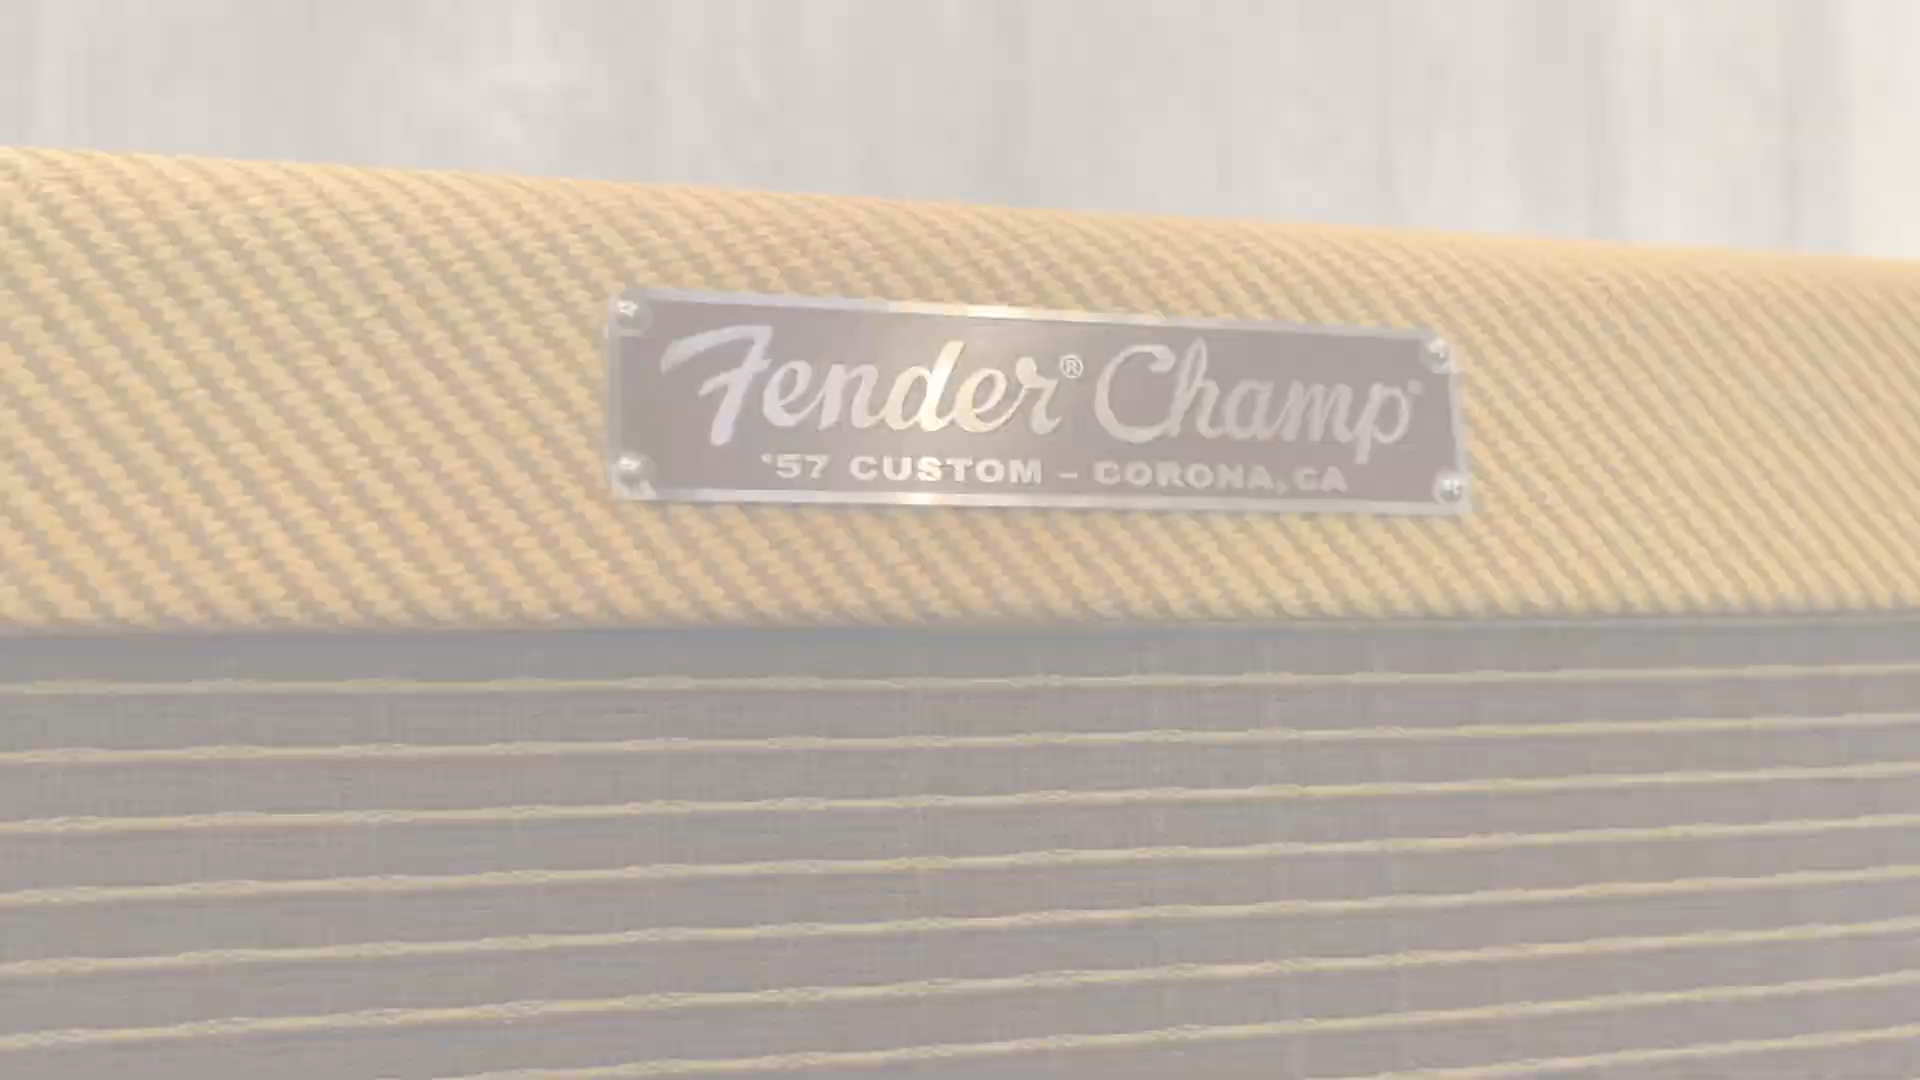 Fender® Champ
'57 CUSTOM – CORONA, CA